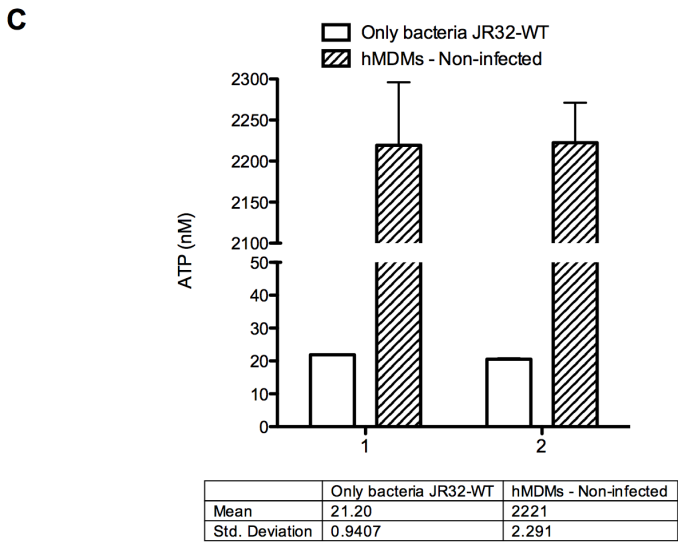 C
Only bacteria JR32-WT
hMDMs - Non-infected
2300
2250
2200
2150
2100
50
40
30
20
10
0
ATP (nM)
1 2
Only bacteria JR32-WT hMDMs - Non-infected
Mean 21.20 2221
Std. Deviation 0.9407 2.291